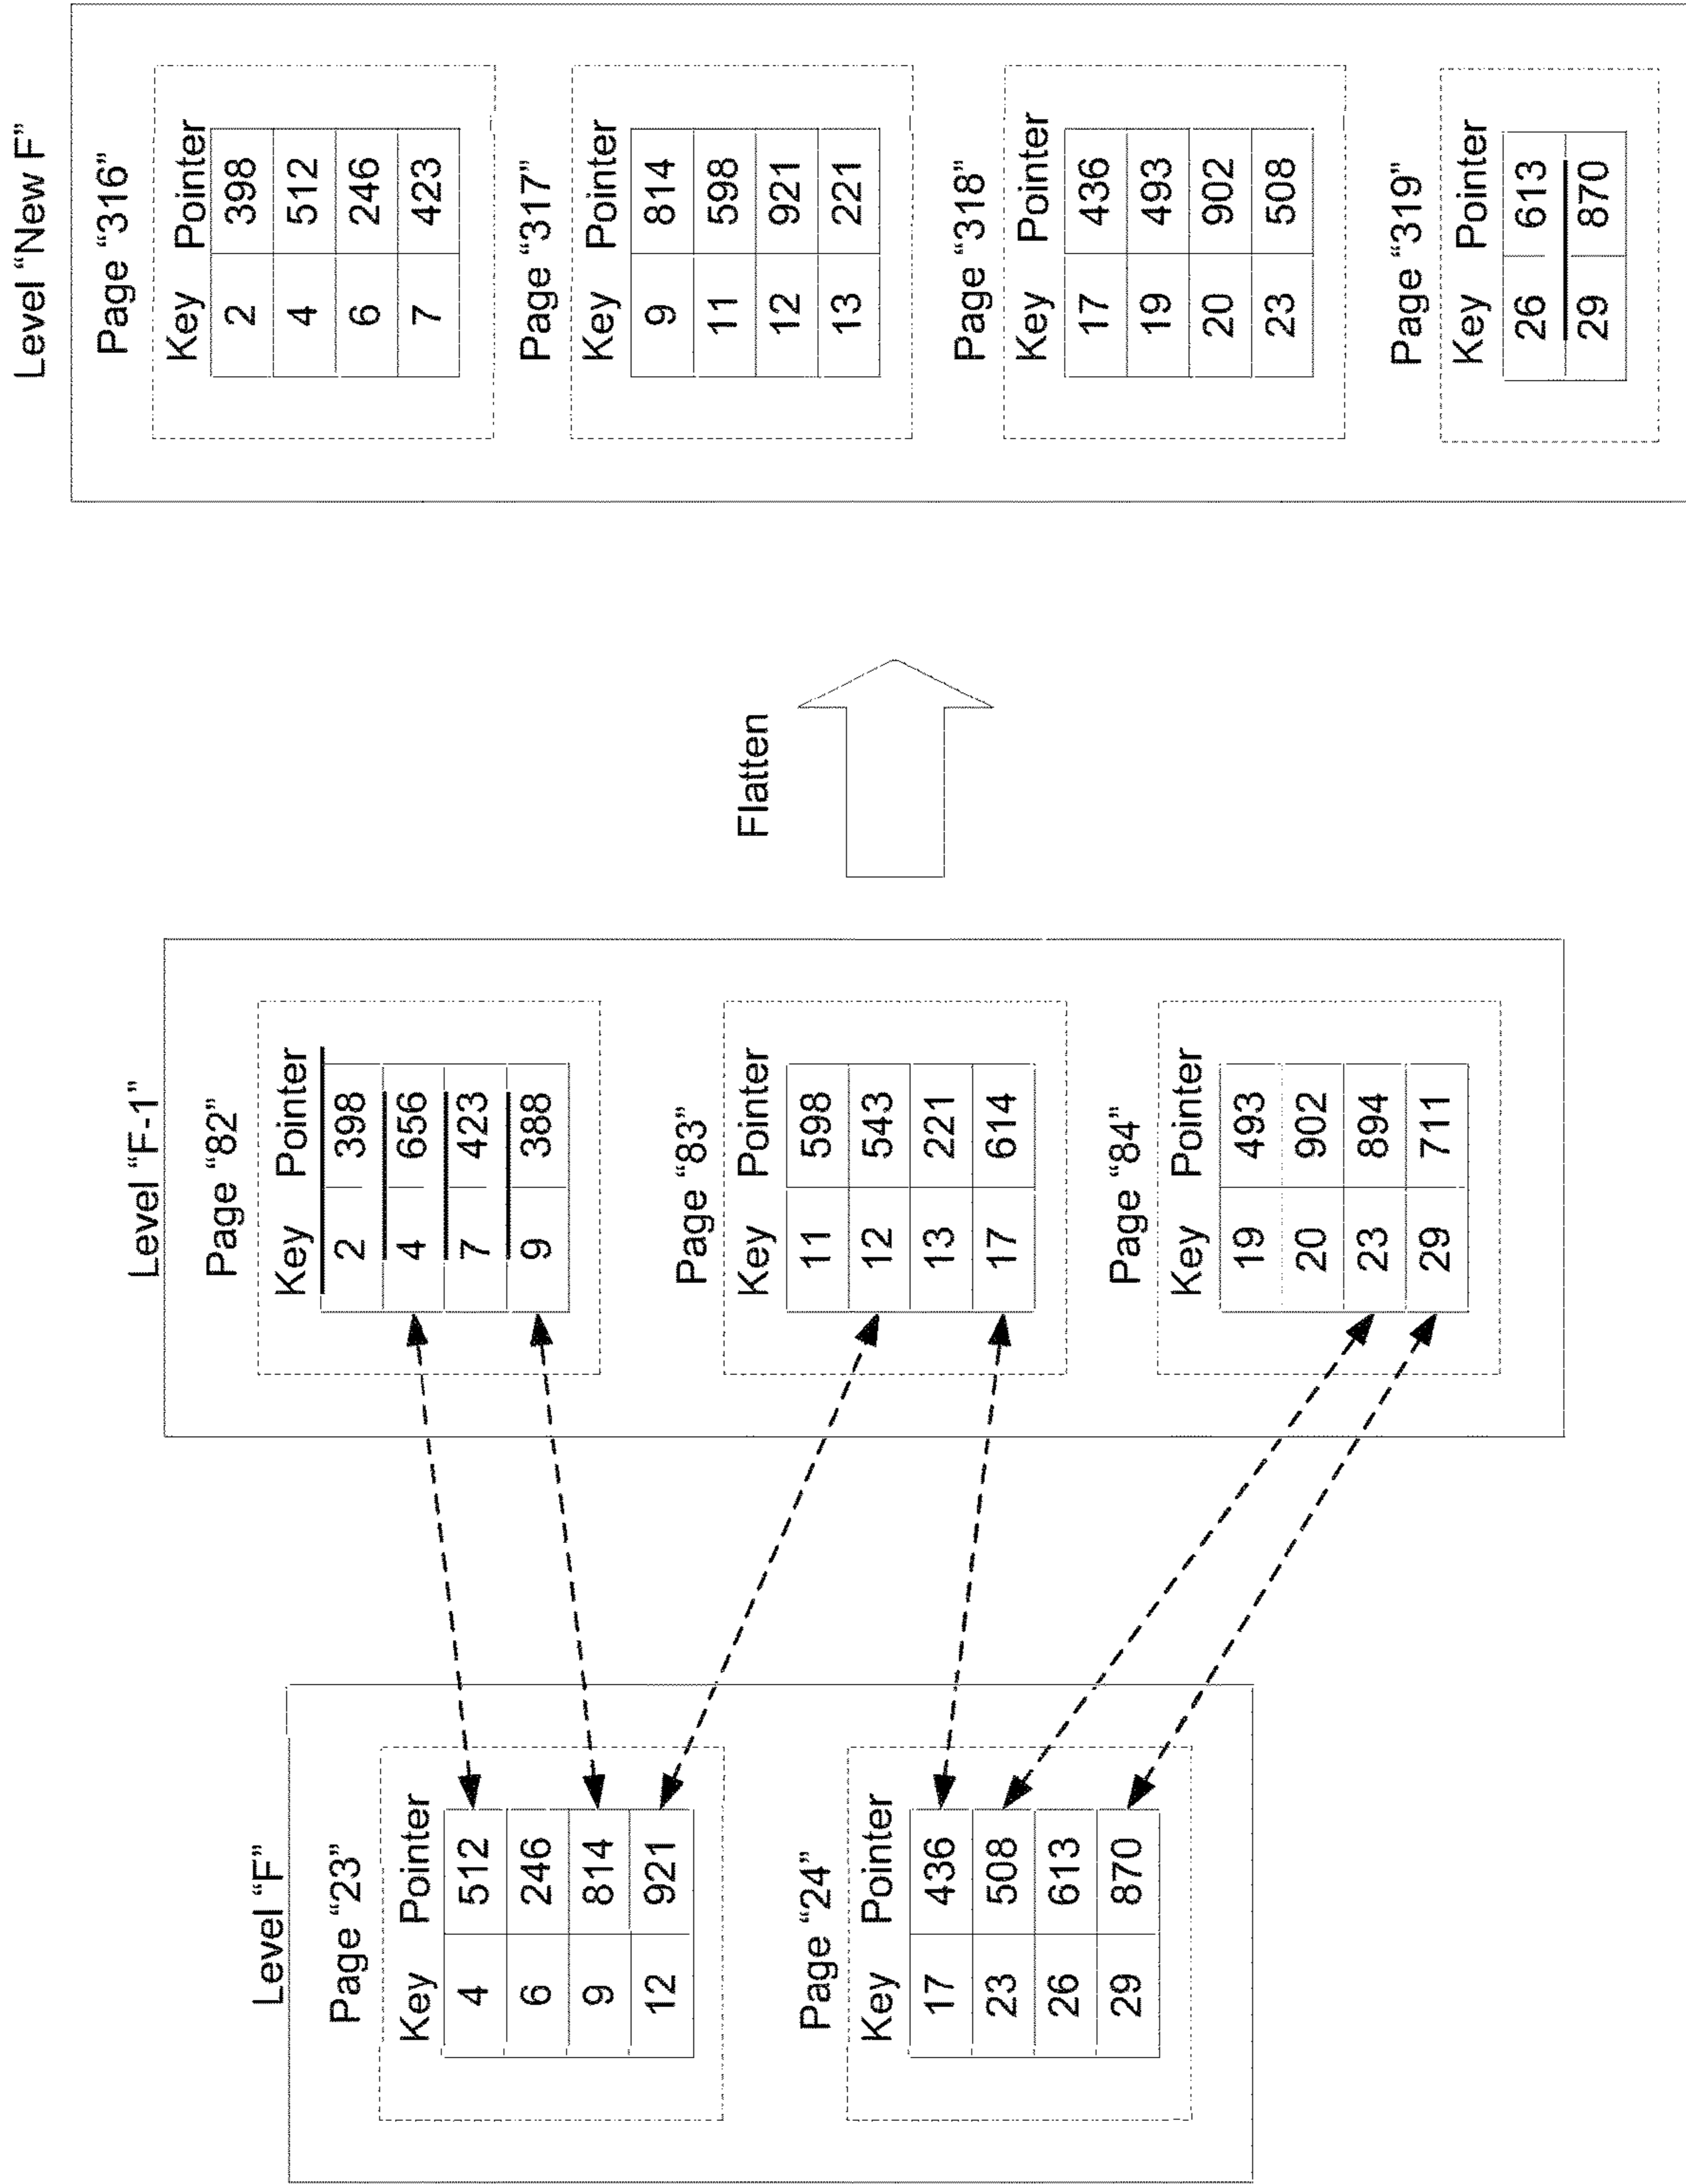 Level “F”
Page “23”
Key Pointer
4 512
6 246
9 814
12 921
Page “24”
Key Pointer
17 436
23 508
26 613
29 870
Level “F-1”
Page “82”
Key Pointer
2 398
4 656
7 423
9 388
Page “83”
Key Pointer
11 598
12 543
13 221
17 614
Page “84”
Key Pointer
19 493
20 902
23 894
29 711
Flatten
Level “New F”
Page “316”
Key Pointer
2 398
4 512
6 246
7 423
Page “317”
Key Pointer
9 814
11 598
12 921
13 221
Page “318”
Key Pointer
17 436
19 493
20 902
23 508
Page “319”
Key Pointer
26 613
29 870